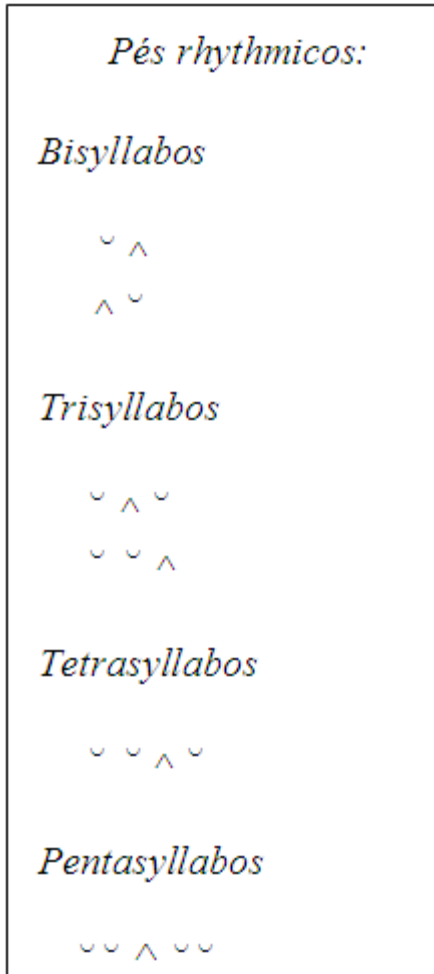 Pés rhythmicos:
Bisyllabos
˘ ^
^ ˘
Trisyllabos
˘ ^ ˘
˘ ˘ ^
Tetrasyllabos
˘ ˘ ^ ˘
Pentasyllabos
˘ ˘ ^ ˘ ˘